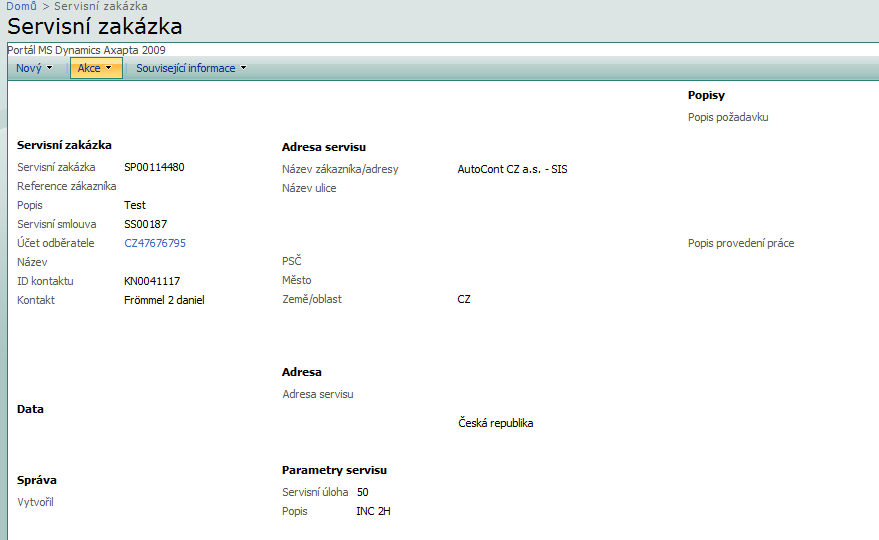 Domů > Servisní zakázka
Servisní zakázka
Portál MS Dynamics Axapta 2009
Nový Akce Související informace
Servisní zakázka
Servisní zakázka SP00114480
Reference zákazníka
Popis Test
Servisní smlouva SS00187
Účet odběratele CZ47676795
Název
ID kontaktu KN0041117
Kontakt Frömmel 2 daniel
Data
Správa
Vytvořil
Adresa servisu
Název zákazníka/adresy AutoCont CZ a.s. - SIS
Název ulice
PSČ
Město
Země/oblast CZ
Adresa
Adresa servisu
Česká republika
Parametry servisu
Servisní úloha 50
Popis INC 2H
Popisy
Popis požadavku
Popis provedení práce